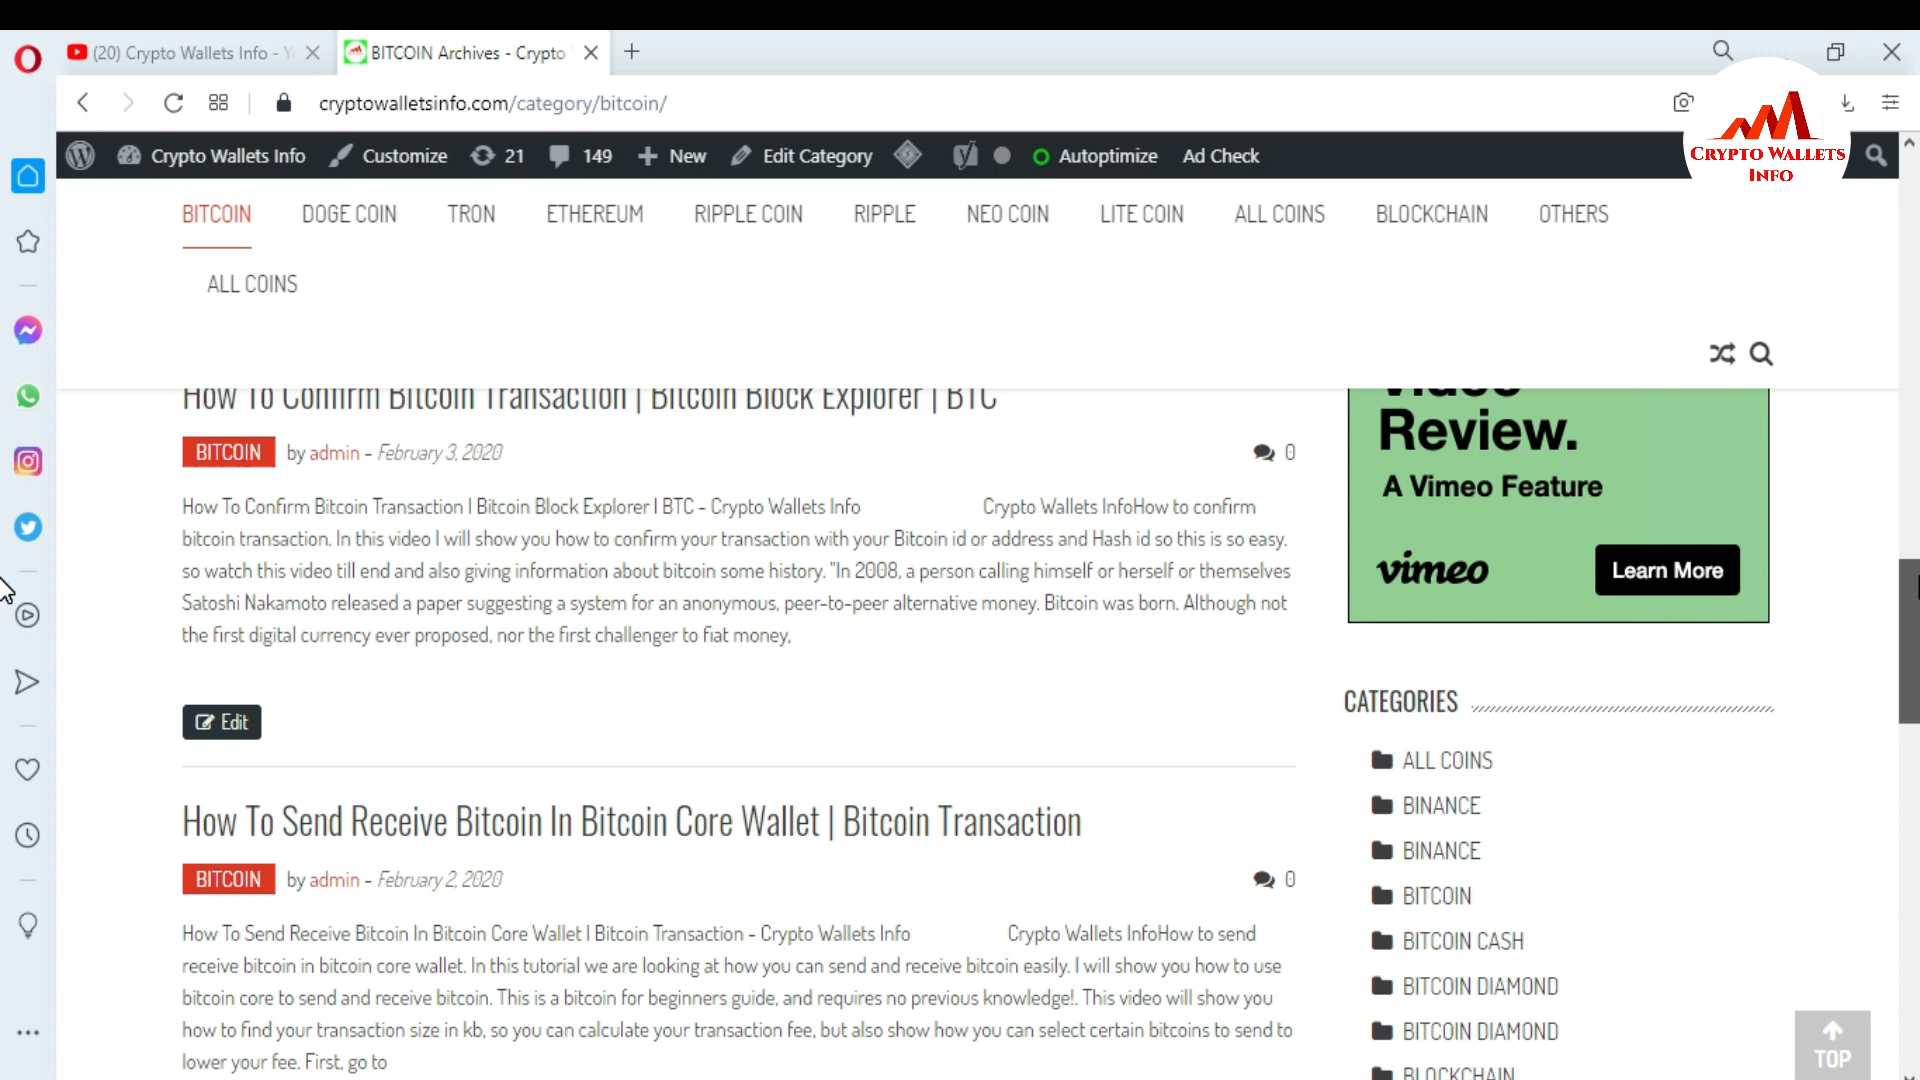 (20) Crypto Wallets Info - Y
BITCOIN Archives - Crypto
cryptowalletsinfo.com/category/bitcoin/
CRYPTO WALLETS
INFO
Crypto Wallets Info Customize 21 149 New Edit Category Autoptimize Ad Check
BITCOIN DOGE COIN TRON ETHEREUM RIPPLE COIN RIPPLE NEO COIN LITE COIN ALL COINS BLOCKCHAIN OTHERS
ALL COINS
How To Confirm Bitcoin Transaction | Bitcoin Block Explorer | BTC
BITCOIN by admin - February 3, 2020 0
How To Confirm Bitcoin Transaction | Bitcoin Block Explorer | BTC - Crypto Wallets Info Crypto Wallets InfoHow to confirm
bitcoin transaction. In this video I will show you how to confirm your transaction with your Bitcoin id or address and Hash id so this is so easy.
so watch this video till end and also giving information about bitcoin some history. "In 2008, a person calling himself or herself or themselves
Satoshi Nakamoto released a paper suggesting a system for an anonymous, peer-to-peer alternative money. Bitcoin was born. Although not
the first digital currency ever proposed, nor the first challenger to fiat money,
Edit
How To Send Receive Bitcoin In Bitcoin Core Wallet | Bitcoin Transaction
BITCOIN by admin - February 2, 2020 0
How To Send Receive Bitcoin In Bitcoin Core Wallet | Bitcoin Transaction - Crypto Wallets Info Crypto Wallets InfoHow to send
receive bitcoin in bitcoin core wallet. In this tutorial we are looking at how you can send and receive bitcoin easily. I will show you how to use
bitcoin core to send and receive bitcoin. This is a bitcoin for beginners guide, and requires no previous knowledge!. This video will show you
how to find your transaction size in kb, so you can calculate your transaction fee, but also show how you can select certain bitcoins to send to
lower your fee. First, go to
Video
Review.
A Vimeo Feature
vimeo
Learn More
CATEGORIES
ALL COINS
BINANCE
BINANCE
BITCOIN
BITCOIN CASH
BITCOIN DIAMOND
BITCOIN DIAMOND
BLOCKCHAIN
TOP